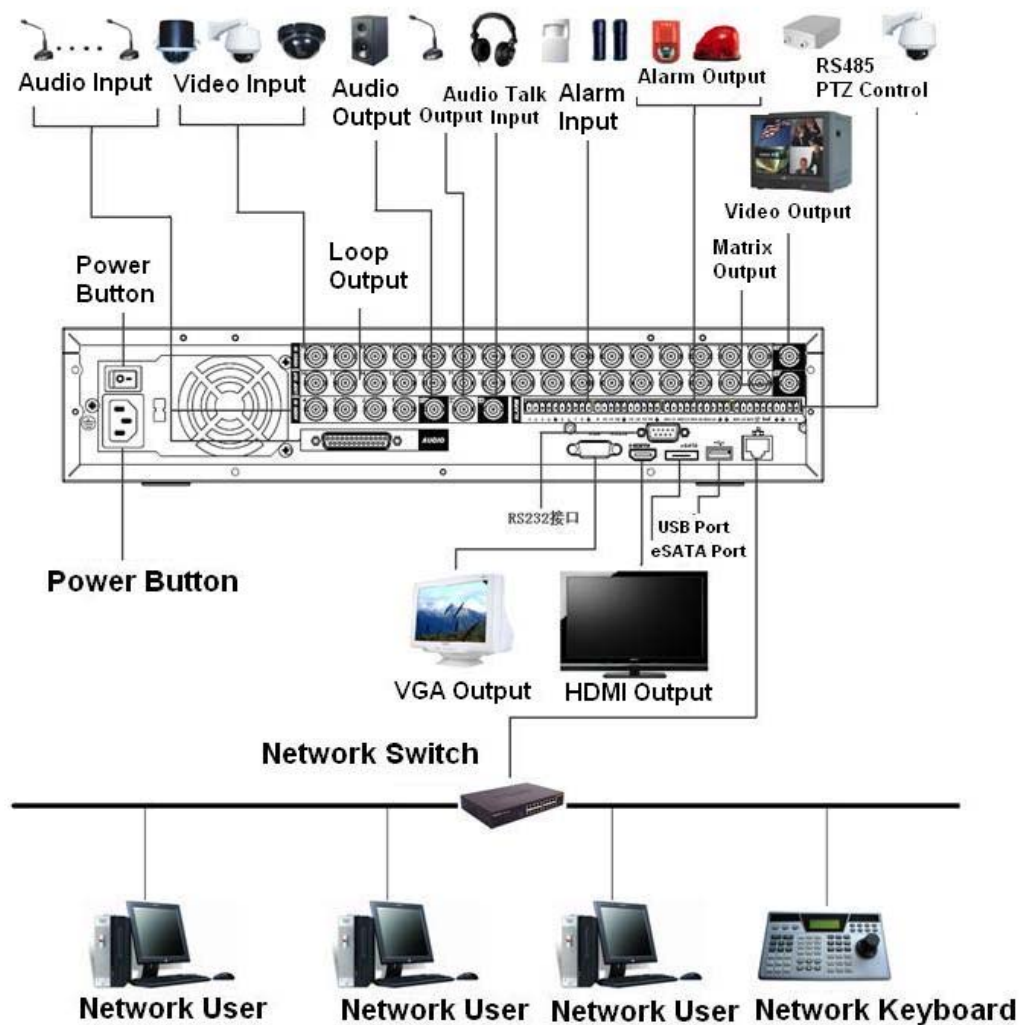 Audio Input
Video Input
Audio
Output
Audio Talk
Output Input
Alarm
Input
Alarm Output
RS485
PTZ Control
Video Output
Matrix
Output
Power
Button
Loop
Output
AUDIO
HDMI
eSATA
RS232接口
USB Port
eSATA Port
Power Button
VGA Output
HDMI Output
Network Switch
Network User
Network User
Network User
Network Keyboard